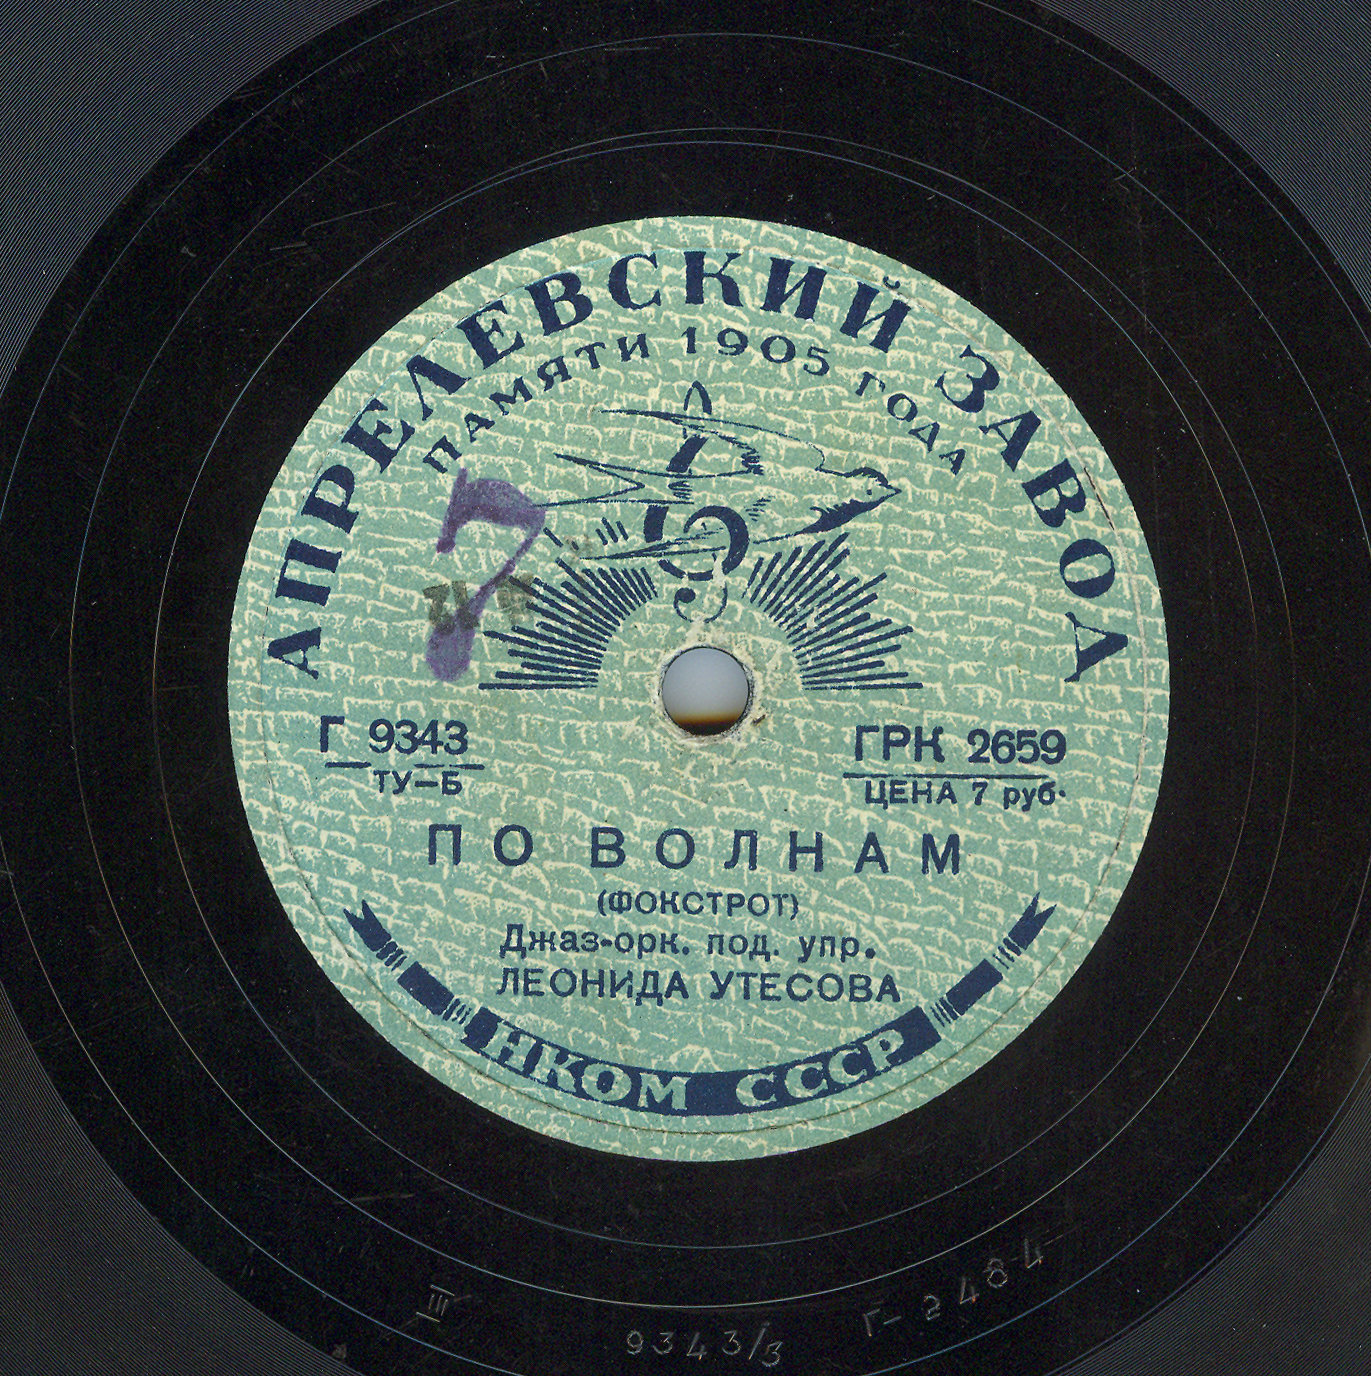 АПРЕЛЕВСКИЙ ЗАВОД
ПАМЯТИ 1905 ГОДА
7
Г 9343
ТУ-Б
ГРК 2659
ЦЕНА 7 руб.
ПО ВОЛНАМ
(ФОКСТРОТ)
Джаз-орк. под. упр.
ЛЕОНИДА УТЕСОВА
НКОМ СССР
III
9343/3
Г-2484